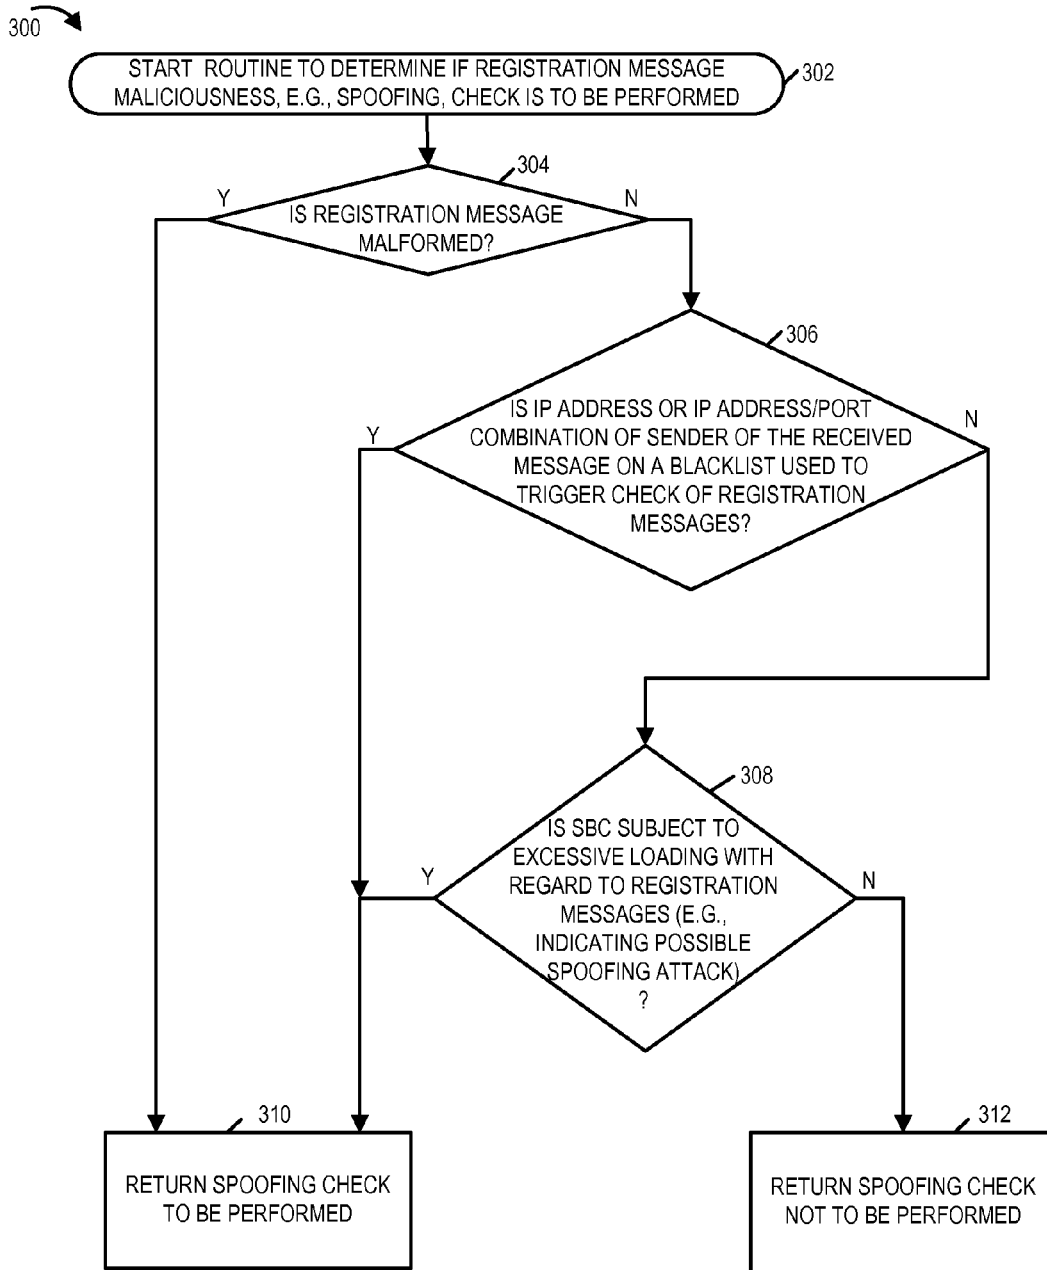 300
START ROUTINE TO DETERMINE IF REGISTRATION MESSAGE
MALICIOUSNESS, E.G., SPOOFING, CHECK IS TO BE PERFORMED
302
304
Y
N
IS REGISTRATION MESSAGE
MALFORMED?
306
IS IP ADDRESS OR IP ADDRESS/PORT
COMBINATION OF SENDER OF THE RECEIVED
MESSAGE ON A BLACKLIST USED TO
TRIGGER CHECK OF REGISTRATION
MESSAGES?
Y
N
308
IS SBC SUBJECT TO
EXCESSIVE LOADING WITH
REGARD TO REGISTRATION
MESSAGES (E.G.,
INDICATING POSSIBLE
SPOOFING ATTACK)
?
Y
N
310
RETURN SPOOFING CHECK
TO BE PERFORMED
312
RETURN SPOOFING CHECK
NOT TO BE PERFORMED